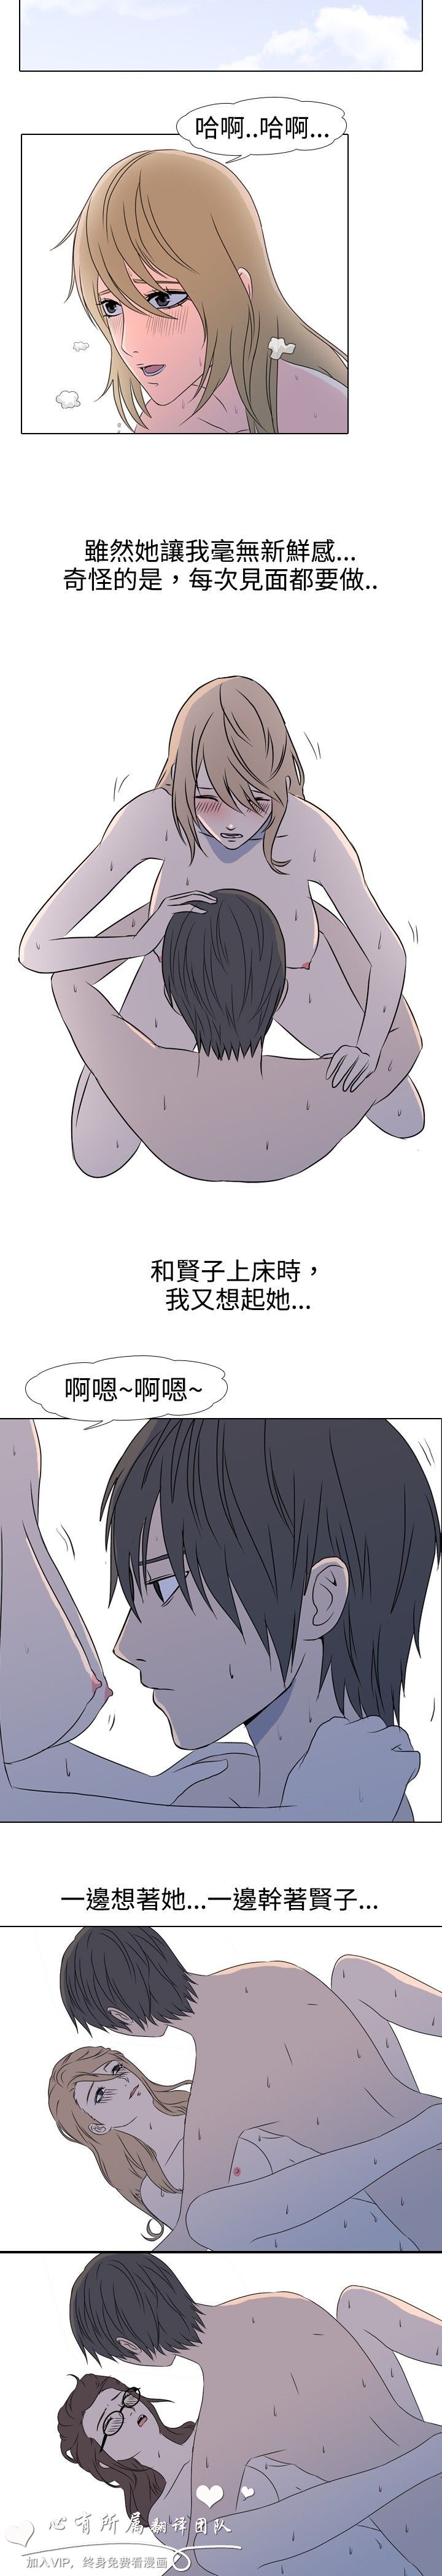 哈啊..哈啊...
雖然她讓我毫無新鮮感...
奇怪的是，每次見面都要做..
和賢子上床時，
我又想起她...
啊嗯~啊嗯~
一邊想著她...一邊幹著賢子...
心有所属翻译团队
加入VIP，终身免费看漫画